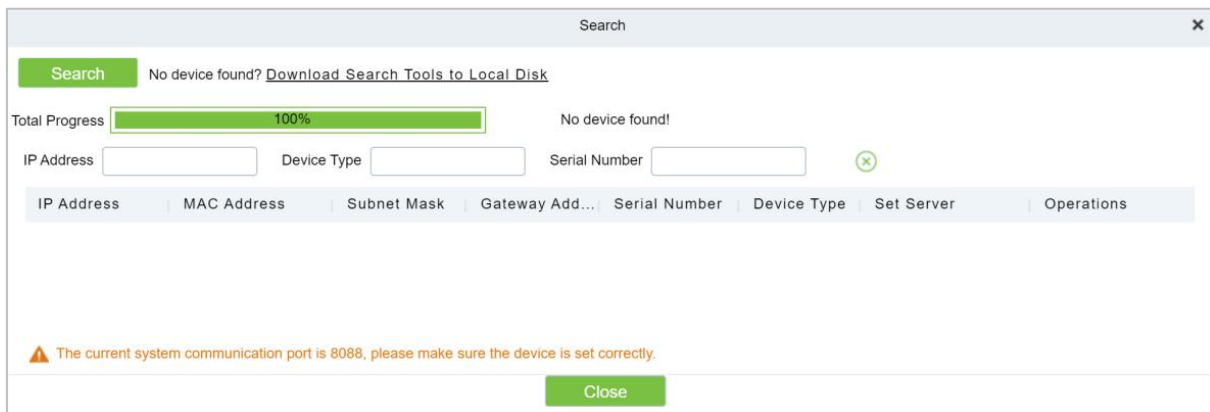 Search
Search No device found? Download Search Tools to Local Disk
Total Progress 100% No device found!
IP Address Device Type Serial Number
IP Address MAC Address Subnet Mask Gateway Add... Serial Number Device Type Set Server Operations
The current system communication port is 8088, please make sure the device is set correctly.
Close